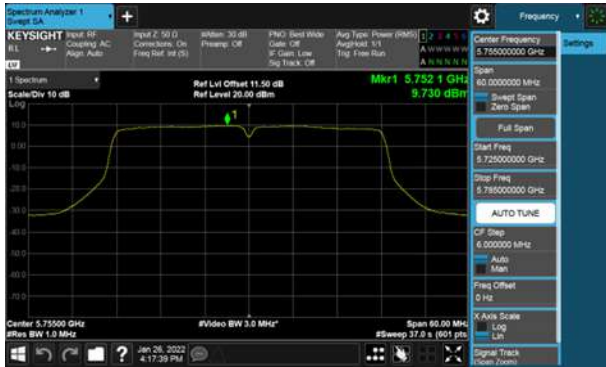 Spectrum Analyzer 1
Swept SA
+
Frequency
KEYSIGHT
Input: RF
Input Z: 50 Ω
#Atten: 30 dB
PNO: Best Wide
Avg Type: Power (RMS)
1 2 3 4 5 6
RL
Coupling: AC
Corrections: On
Preamp: Off
Gate: Off
Avg|Hold: 1/1
Align: Auto
Freq Ref: Int (S)
IF Gain: Low
Trig: Free Run
A W W W W W
Sig Track: Off
A N N N N N
1 Spectrum
Ref Lvl Offset 11.50 dB
Mkr1 5.752 1 GHz
Scale/Div 10 dB
Ref Level 20.00 dBm
9.730 dBm
Log
1
10.0
0.00
-10.0
-20.0
-30.0
-40.0
-50.0
-60.0
-70.0
Center 5.75500 GHz
#Video BW 3.0 MHz*
Span 60.00 MHz
#Res BW 1.0 MHz
#Sweep 37.0 s (601 pts)
Jan 26, 2022
4:17:39 PM
?
Center Frequency
5.755000000 GHz
Settings
Span
60.0000000 MHz
Swept Span
Zero Span
Full Span
Start Freq
5.725000000 GHz
Stop Freq
5.785000000 GHz
AUTO TUNE
CF Step
6.000000 MHz
Auto
Man
Freq Offset
0 Hz
X Axis Scale
Log
Lin
Signal Track
(Span Zoom)